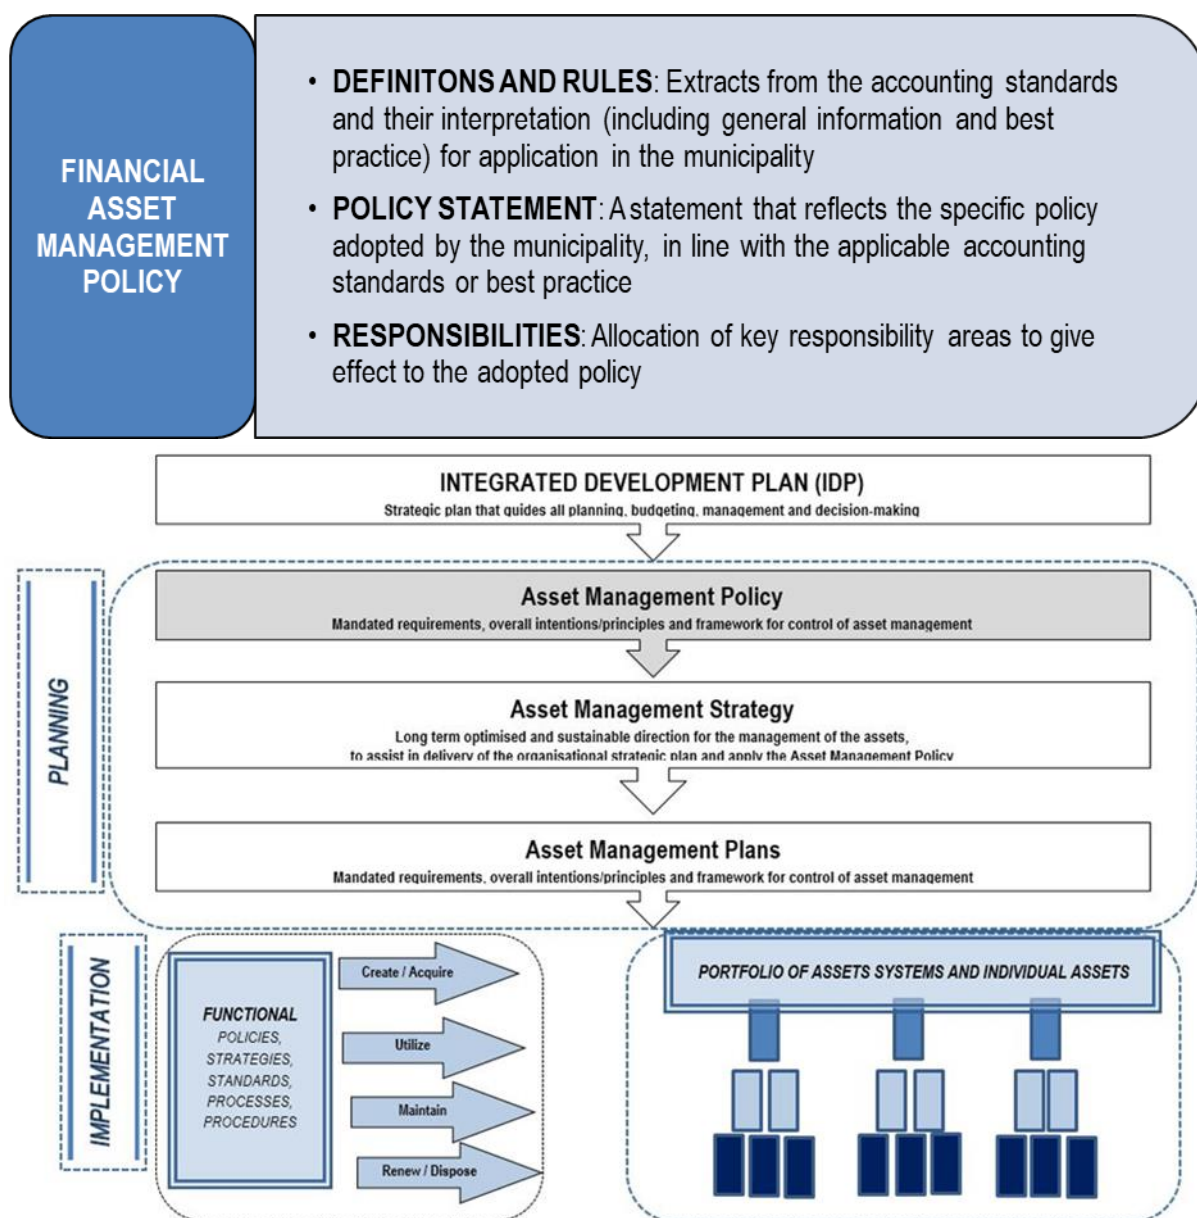 FINANCIAL
ASSET
MANAGEMENT
POLICY
• DEFINITONS AND RULES: Extracts from the accounting standards
and their interpretation (including general information and best
practice) for application in the municipality
• POLICY STATEMENT: A statement that reflects the specific policy
adopted by the municipality, in line with the applicable accounting
standards or best practice
• RESPONSIBILITIES: Allocation of key responsibility areas to give
effect to the adopted policy
INTEGRATED DEVELOPMENT PLAN (IDP)
Strategic plan that guides all planning, budgeting, management and decision-making
PLANNING
Asset Management Policy
Mandated requirements, overall intentions/principles and framework for control of asset management
Asset Management Strategy
Long term optimised and sustainable direction for the management of the assets,
to assist in delivery of the organisational strategic plan and apply the Asset Management Policy
Asset Management Plans
Mandated requirements, overall intentions/principles and framework for control of asset management
IMPLEMENTATION
FUNCTIONAL
POLICIES,
STRATEGIES,
STANDARDS,
PROCESSES,
PROCEDURES
Create / Acquire
Utilize
Maintain
Renew / Dispose
PORTFOLIO OF ASSETS SYSTEMS AND INDIVIDUAL ASSETS